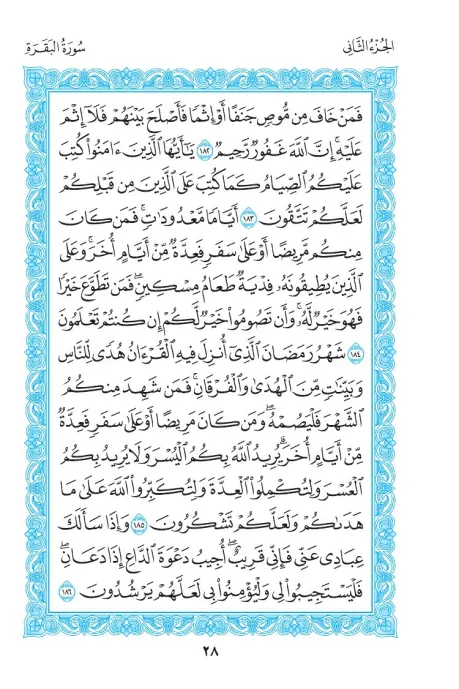 الجُزْءُ الثَّانِي
سُورَةُ البَقَرَةِ
فَمَنْ خَافَ مِن مُّوصٖ جَنَفًا أَوۡ إِثۡمٗا فَأَصۡلَحَ بَيۡنَهُمۡ فَلَآ إِثۡمَ
عَلَيۡهِۚ إِنَّ ٱللَّهَ غَفُورٞ رَّحِيمٞ ١٨٢ يَٰٓأَيُّهَا ٱلَّذِينَ ءَامَنُواْ كُتِبَ
عَلَيۡكُمُ ٱلصِّيَامُ كَمَا كُتِبَ عَلَى ٱلَّذِينَ مِن قَبۡلِكُمۡ
لَعَلَّكُمۡ تَتَّقُونَ ١٨٣ أَيَّامٗا مَّعۡدُودَٰتٖۚ فَمَن كَانَ
مِنكُم مَّرِيضًا أَوۡ عَلَىٰ سَفَرٖ فَعِدَّةٞ مِّنۡ أَيَّامٍ أُخَرَۚ وَعَلَى
ٱلَّذِينَ يُطِيقُونَهُۥ فِدۡيَةٞ طَعَامُ مِسۡكِينٖۖ فَمَن تَطَوَّعَ خَيۡرٗا
فَهُوَ خَيۡرٞ لَّهُۥۚ وَأَن تَصُومُواْ خَيۡرٞ لَّكُمۡ إِن كُنتُمۡ تَعۡلَمُونَ
١٨٤ شَهۡرُ رَمَضَانَ ٱلَّذِيٓ أُنزِلَ فِيهِ ٱلۡقُرۡءَانُ هُدٗى لِّلنَّاسِ
وَبَيِّنَٰتٖ مِّنَ ٱلۡهُدَىٰ وَٱلۡفُرۡقَانِۚ فَمَن شَهِدَ مِنكُمُ
ٱلشَّهۡرَ فَلۡيَصُمۡهُۖ وَمَن كَانَ مَرِيضًا أَوۡ عَلَىٰ سَفَرٖ فَعِدَّةٞ
مِّنۡ أَيَّامٍ أُخَرَۗ يُرِيدُ ٱللَّهُ بِكُمُ ٱلۡيُسۡرَ وَلَا يُرِيدُ بِكُمُ
ٱلۡعُسۡرَ وَلِتُكۡمِلُواْ ٱلۡعِدَّةَ وَلِتُكَبِّرُواْ ٱللَّهَ عَلَىٰ مَا
هَدَىٰكُمۡ وَلَعَلَّكُمۡ تَشۡكُرُونَ ١٨٥ وَإِذَا سَأَلَكَ
عِبَادِي عَنِّي فَإِنِّي قَرِيبٌۖ أُجِيبُ دَعۡوَةَ ٱلدَّاعِ إِذَا دَعَانِۖ
فَلۡيَسۡتَجِيبُواْ لِي وَلۡيُؤۡمِنُواْ بِي لَعَلَّهُمۡ يَرۡشُدُونَ ١٨٦
٢٨